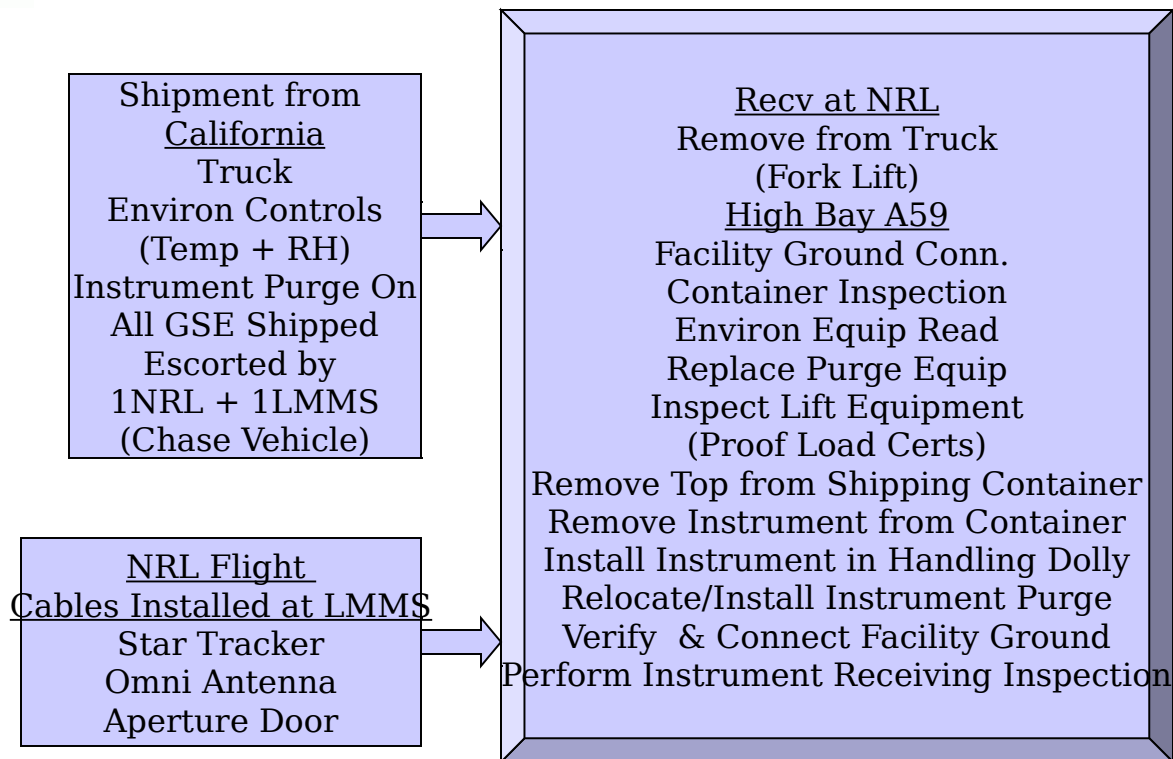 Shipment from
California
Truck
Environ Controls
(Temp + RH)
Instrument Purge On
All GSE Shipped
Escorted by
1NRL + 1LMMS
(Chase Vehicle)
NRL Flight
Cables Installed at LMMS
Star Tracker
Omni Antenna
Aperture Door
Recv at NRL
Remove from Truck
(Fork Lift)
High Bay A59
Facility Ground Conn.
Container Inspection
Environ Equip Read
Replace Purge Equip
Inspect Lift Equipment
(Proof Load Certs)
Remove Top from Shipping Container
Remove Instrument from Container
Install Instrument in Handling Dolly
Relocate/Install Instrument Purge
Verify & Connect Facility Ground
Perform Instrument Receiving Inspection